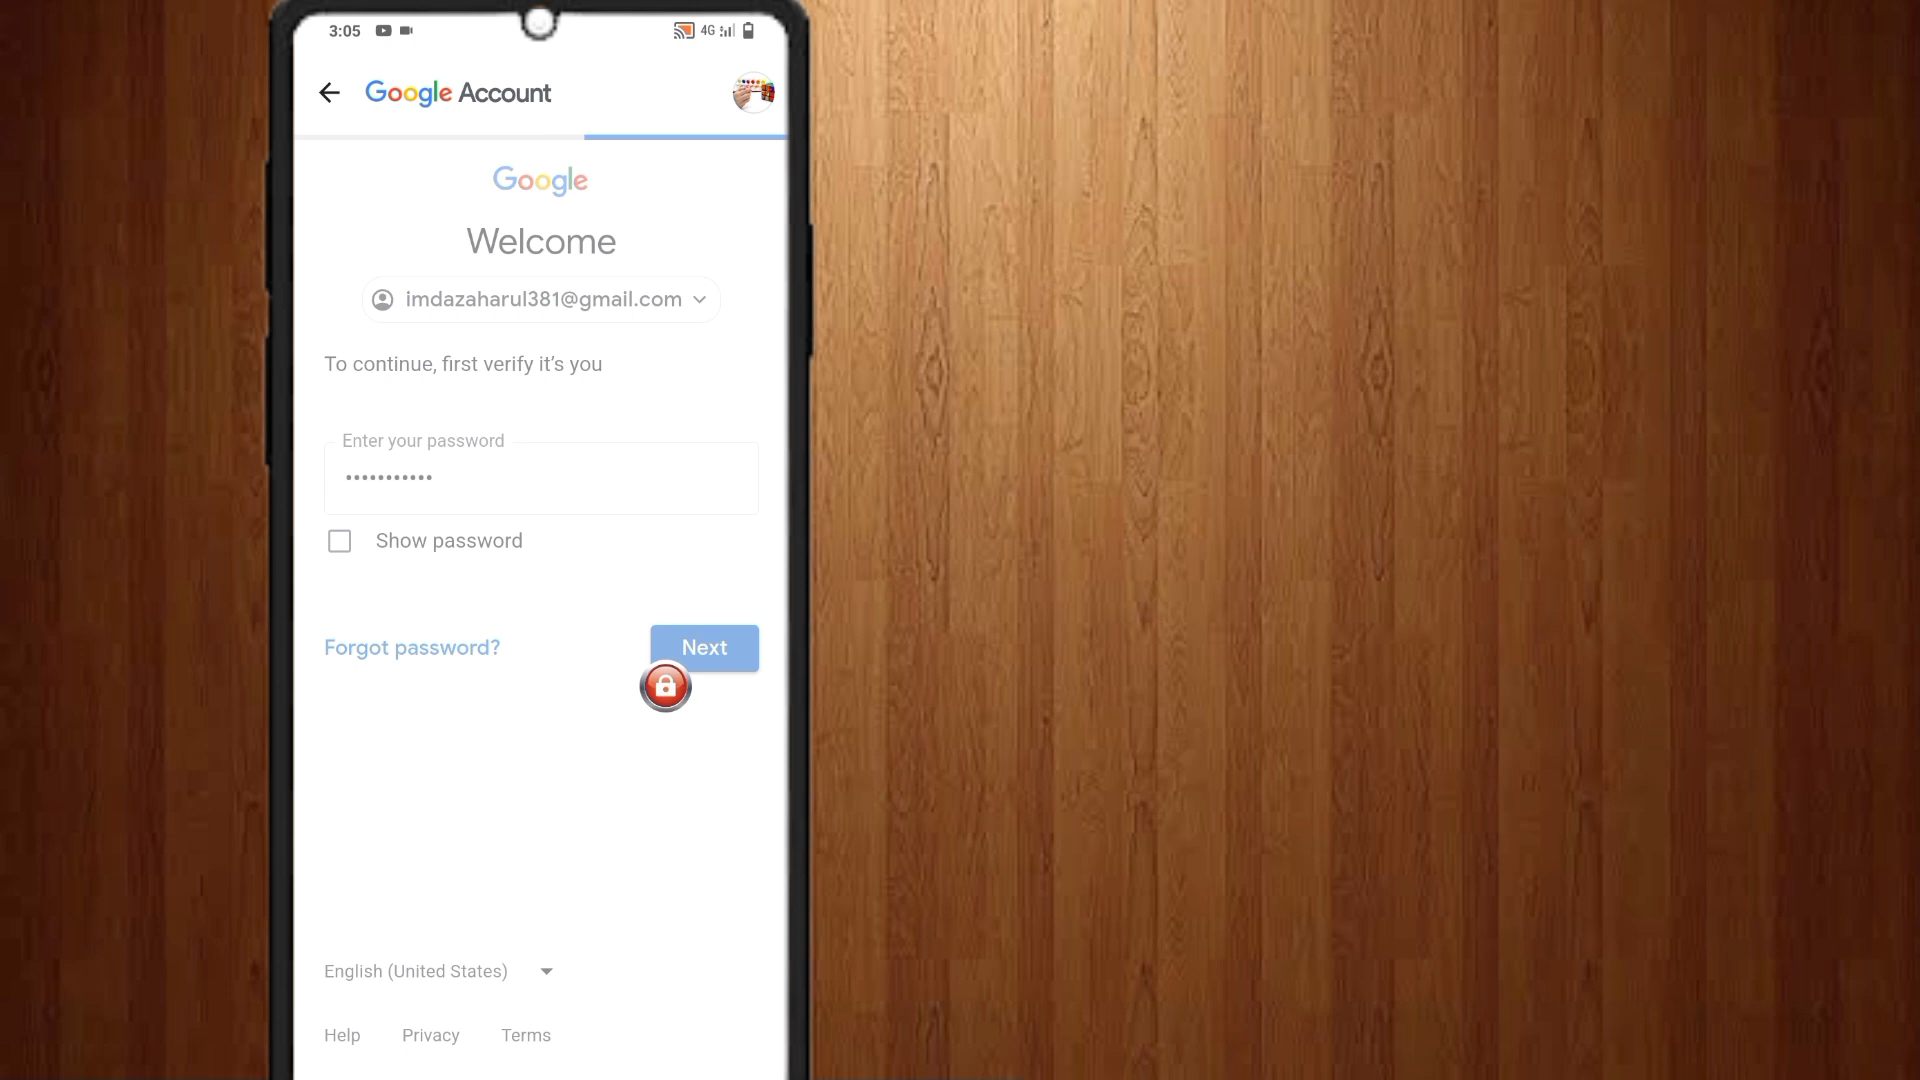 3:05
4G
Google Account
Google
Welcome
imdazaharul381@gmail.com
To continue, first verify it's you
Enter your password
•••••••••••
Show password
Forgot password?
Next
English (United States)
Help Privacy Terms